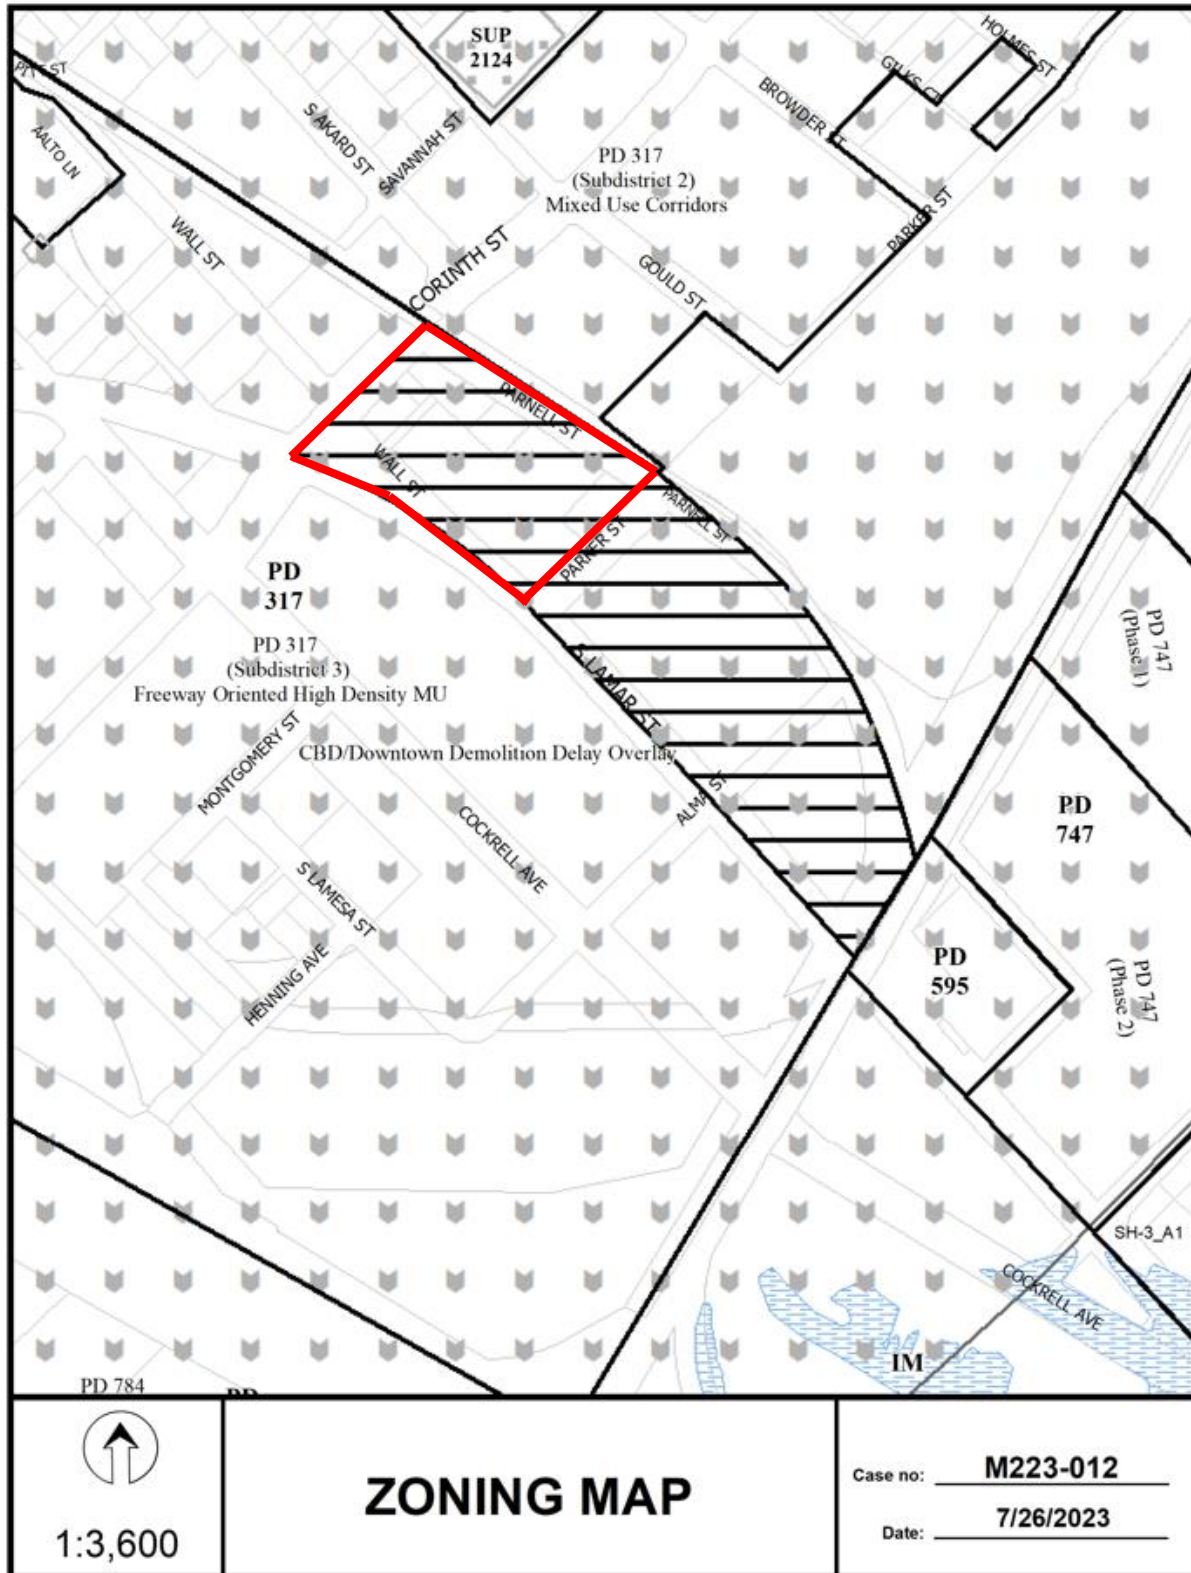 SUP
2124
HOLMES ST
GILKS CT
PITT ST
BROWDER ST
S AKARD ST
SAVANNAH ST
AALTO LN
PD 317
(Subdistrict 2)
Mixed Use Corridors
PARKER ST
WALL ST
CORINTH ST
GOULD ST
PARNELL ST
WALL ST
PARNELL ST
PARKER ST
PD
317
PD 747
(Phase 1)
PD 317
(Subdistrict 3)
Freeway Oriented High Density MU
S LAMAR ST
MONTGOMERY ST
CBD/Downtown Demolition Delay Overlay
ALMA ST
PD
747
COCKRELL AVE
S LAMESA ST
HENNING AVE
PD
595
PD 747
(Phase 2)
SH-3_A1
COCKRELL AVE
IM
PD 784
PD
1:3,600
ZONING MAP
Case no: M223-012
Date: 7/26/2023